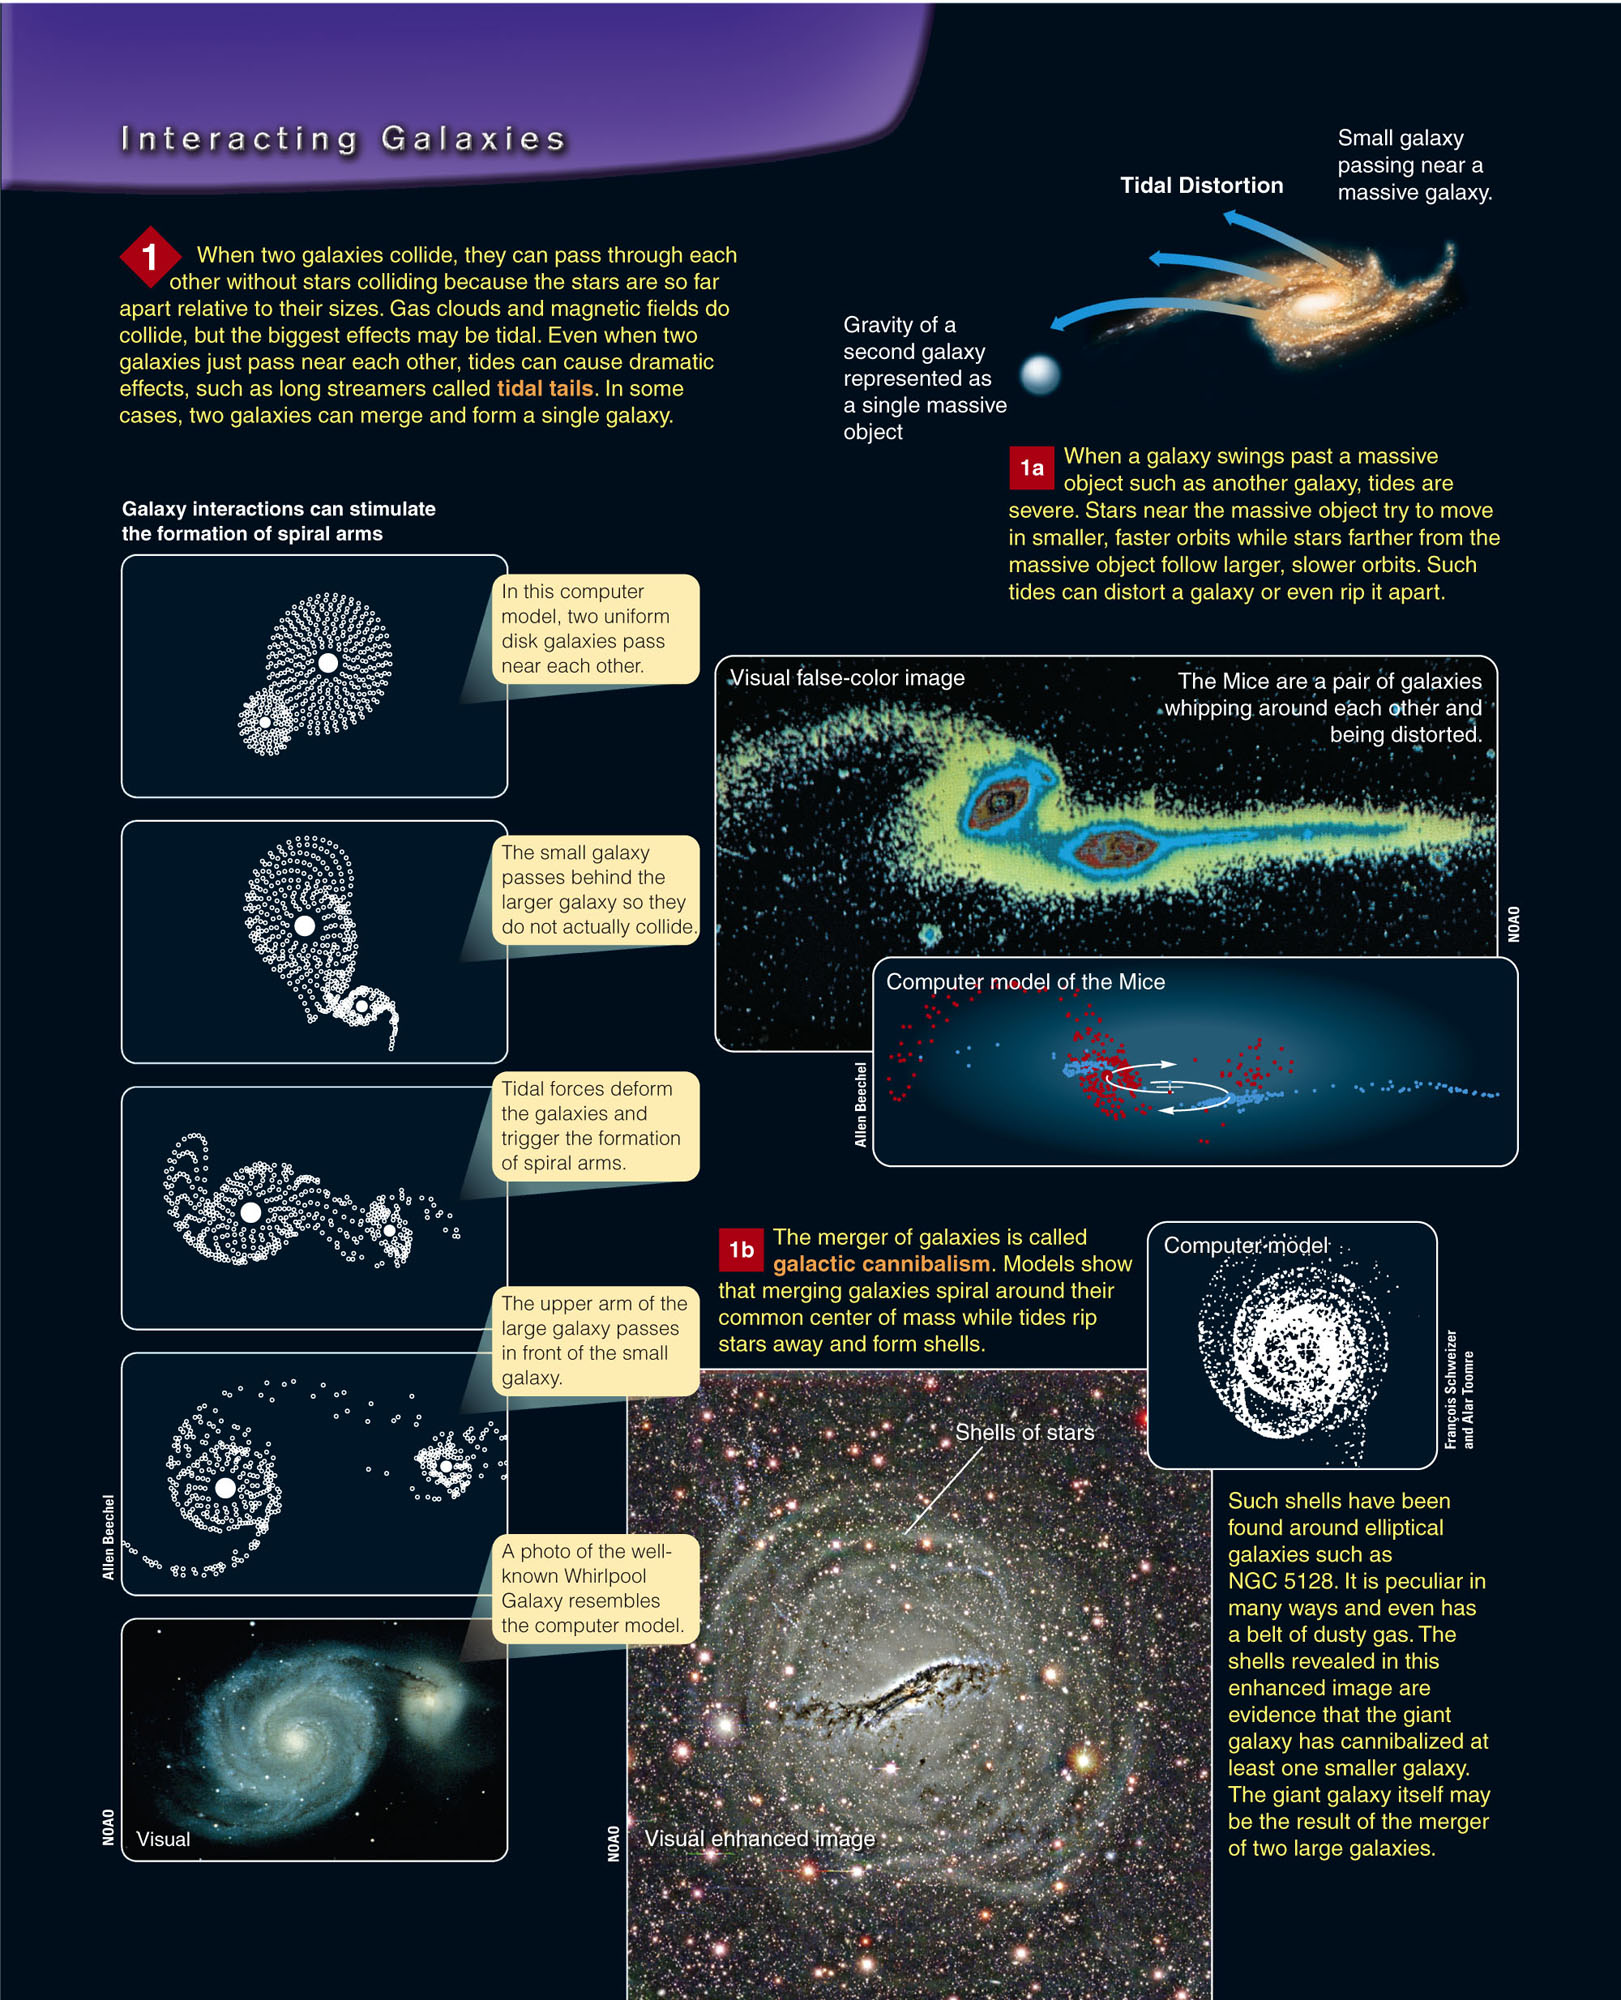 Interacting Galaxies
1
When two galaxies collide, they can pass through each
other without stars colliding because the stars are so far
apart relative to their sizes. Gas clouds and magnetic fields do
collide, but the biggest effects may be tidal. Even when two
galaxies just pass near each other, tides can cause dramatic
effects, such as long streamers called tidal tails. In some
cases, two galaxies can merge and form a single galaxy.
Tidal Distortion
Small galaxy
passing near a
massive galaxy.
Gravity of a
second galaxy
represented as
a single massive
object
1a
When a galaxy swings past a massive
object such as another galaxy, tides are
severe. Stars near the massive object try to move
in smaller, faster orbits while stars farther from the
massive object follow larger, slower orbits. Such
tides can distort a galaxy or even rip it apart.
Galaxy interactions can stimulate
the formation of spiral arms
In this computer
model, two uniform
disk galaxies pass
near each other.
The small galaxy
passes behind the
larger galaxy so they
do not actually collide.
Tidal forces deform
the galaxies and
trigger the formation
of spiral arms.
The upper arm of the
large galaxy passes
in front of the small
galaxy.
Allen Beechel
A photo of the well-
known Whirlpool
Galaxy resembles
the computer model.
Visual
NOAO
Visual false-color image
The Mice are a pair of galaxies
whipping around each other and
being distorted.
NOAO
Computer model of the Mice
Allen Beechel
1b
The merger of galaxies is called
galactic cannibalism. Models show
that merging galaxies spiral around their
common center of mass while tides rip
stars away and form shells.
Computer model
François Schweizer
and Alar Toomre
Shells of stars
Visual enhanced image
NOAO
Such shells have been
found around elliptical
galaxies such as
NGC 5128. It is peculiar in
many ways and even has
a belt of dusty gas. The
shells revealed in this
enhanced image are
evidence that the giant
galaxy has cannibalized at
least one smaller galaxy.
The giant galaxy itself may
be the result of the merger
of two large galaxies.